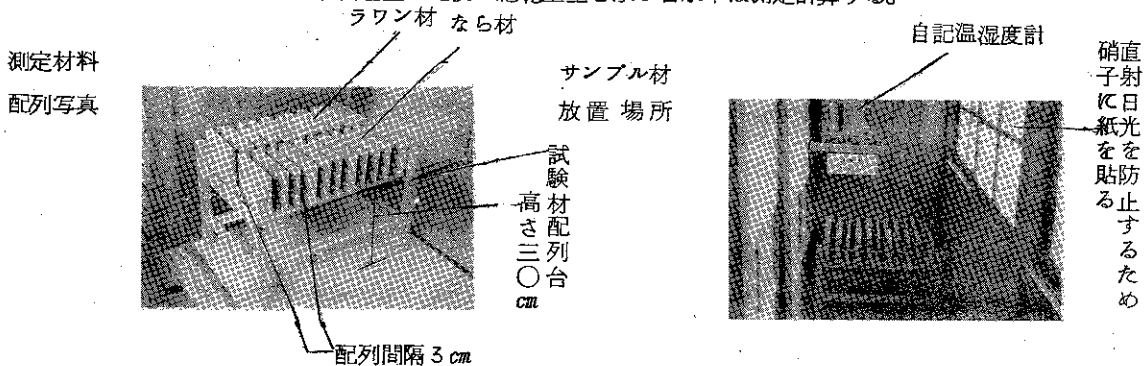 ラワン材
なら材
測定材料
配列写真
試験材配列台
高さ三〇cm
配列間隔3cm
サンプル材
放置場所
自記温湿度計
直射日光を防止するため
硝子に紙を貼る